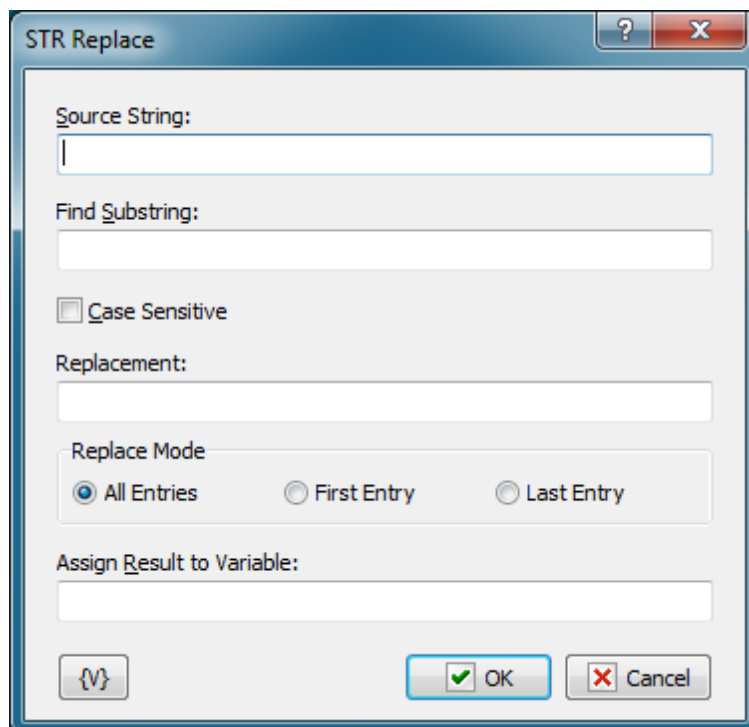 STR Replace
?
Source String:
Find Substring:
Case Sensitive
Replacement:
Replace Mode
All Entries First Entry Last Entry
Assign Result to Variable:
{V} OK Cancel